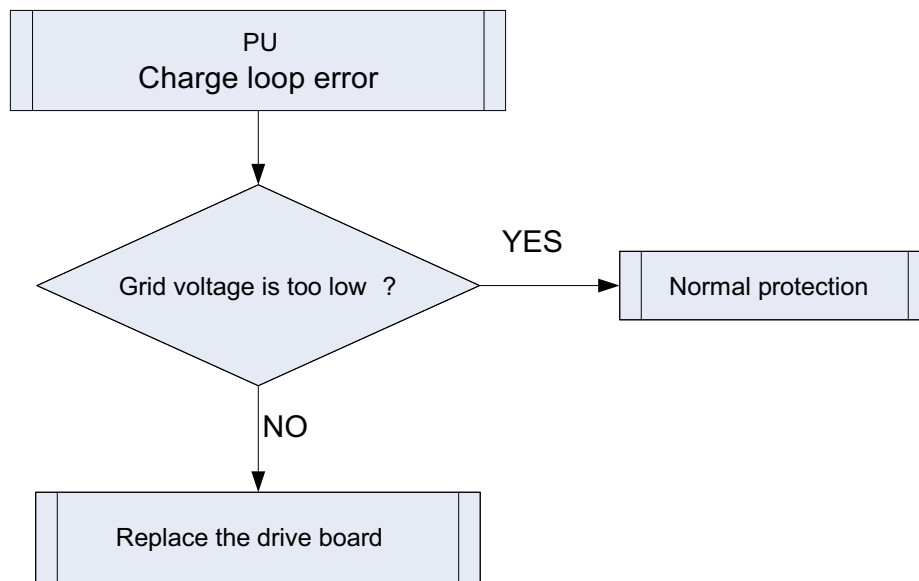 PU
Charge loop error
Grid voltage is too low ?
YES
Normal protection
NO
Replace the drive board